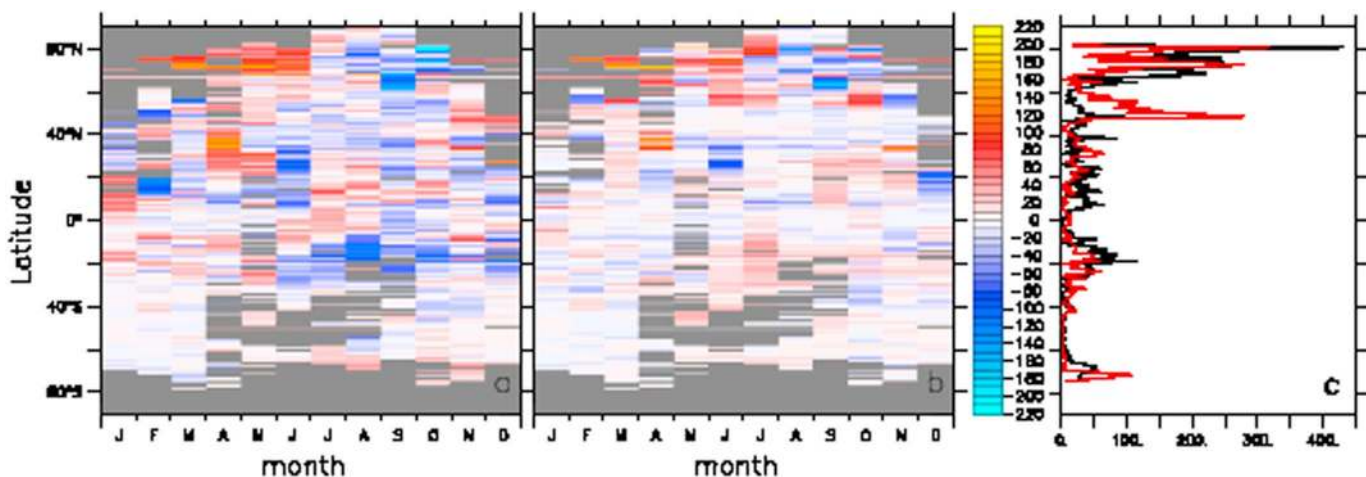 80°N
40°N
0°
40°S
80°S
Latitude
J F M A M J J A S O N D
month
a
J F M A M J J A S O N D
month
b
220
200
180
160
140
120
100
80
60
40
20
0
-20
-40
-60
-80
-100
-120
-140
-160
-180
-200
-220
c
0. 100. 200. 300. 400.